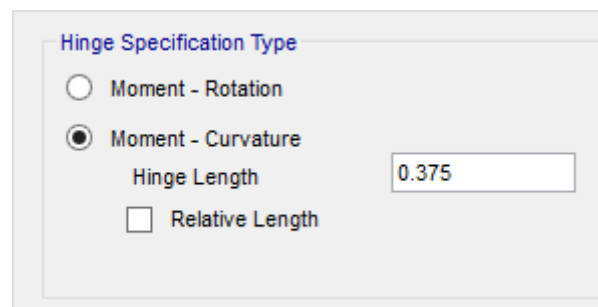 Hinge Specification Type
Moment - Rotation
Moment - Curvature
Hinge Length 0.375
Relative Length